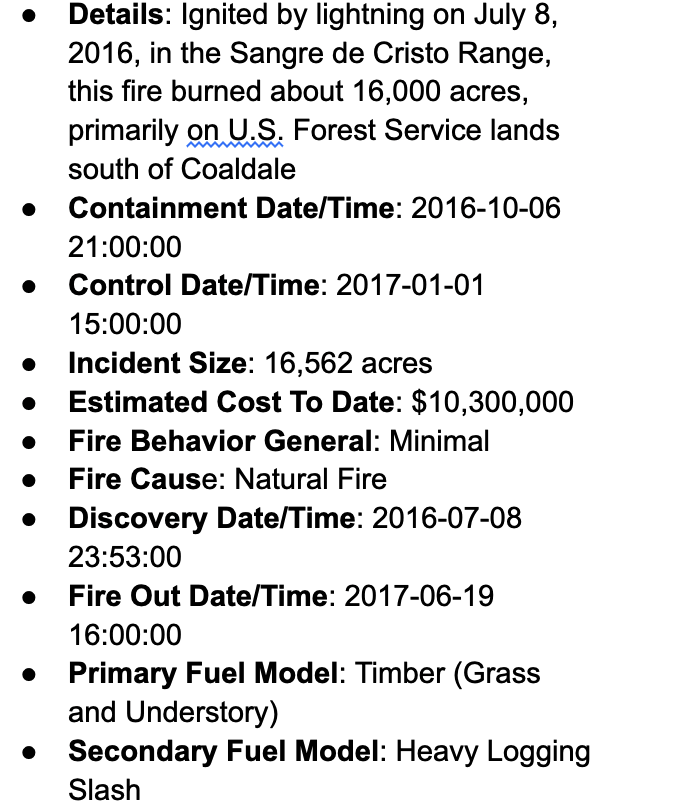 ● Details: Ignited by lightning on July 8,
2016, in the Sangre de Cristo Range,
this fire burned about 16,000 acres,
primarily on U.S. Forest Service lands
south of Coaldale
● Containment Date/Time: 2016-10-06
21:00:00
● Control Date/Time: 2017-01-01
15:00:00
● Incident Size: 16,562 acres
● Estimated Cost To Date: $10,300,000
● Fire Behavior General: Minimal
● Fire Cause: Natural Fire
● Discovery Date/Time: 2016-07-08
23:53:00
● Fire Out Date/Time: 2017-06-19
16:00:00
● Primary Fuel Model: Timber (Grass
and Understory)
● Secondary Fuel Model: Heavy Logging
Slash